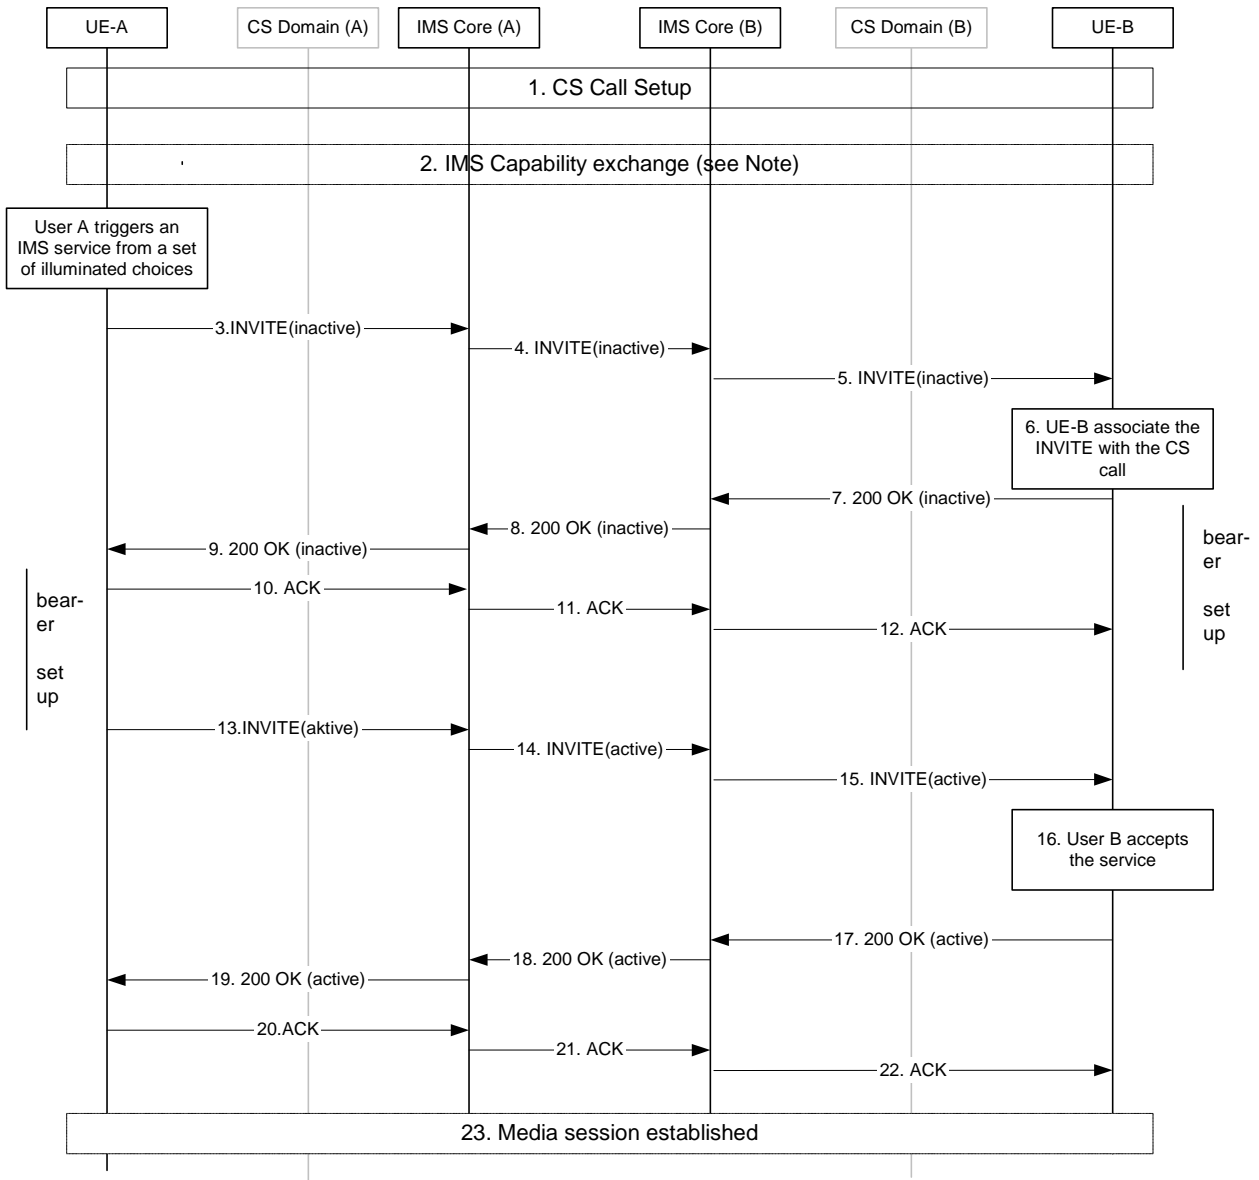 UE-A
CS Domain (A)
IMS Core (A)
IMS Core (B)
CS Domain (B)
UE-B
1. CS Call Setup
2. IMS Capability exchange (see Note)
User A triggers an
IMS service from a set
of illuminated choices
3.INVITE(inactive)
4. INVITE(inactive)
5. INVITE(inactive)
6. UE-B associate the
INVITE with the CS
call
7. 200 OK (inactive)
8. 200 OK (inactive)
9. 200 OK (inactive)
bear-
er
set
up
10. ACK
11. ACK
12. ACK
bear-
er
set
up
13.INVITE(aktive)
14. INVITE(active)
15. INVITE(active)
16. User B accepts
the service
17. 200 OK (active)
18. 200 OK (active)
19. 200 OK (active)
20.ACK
21. ACK
22. ACK
23. Media session established